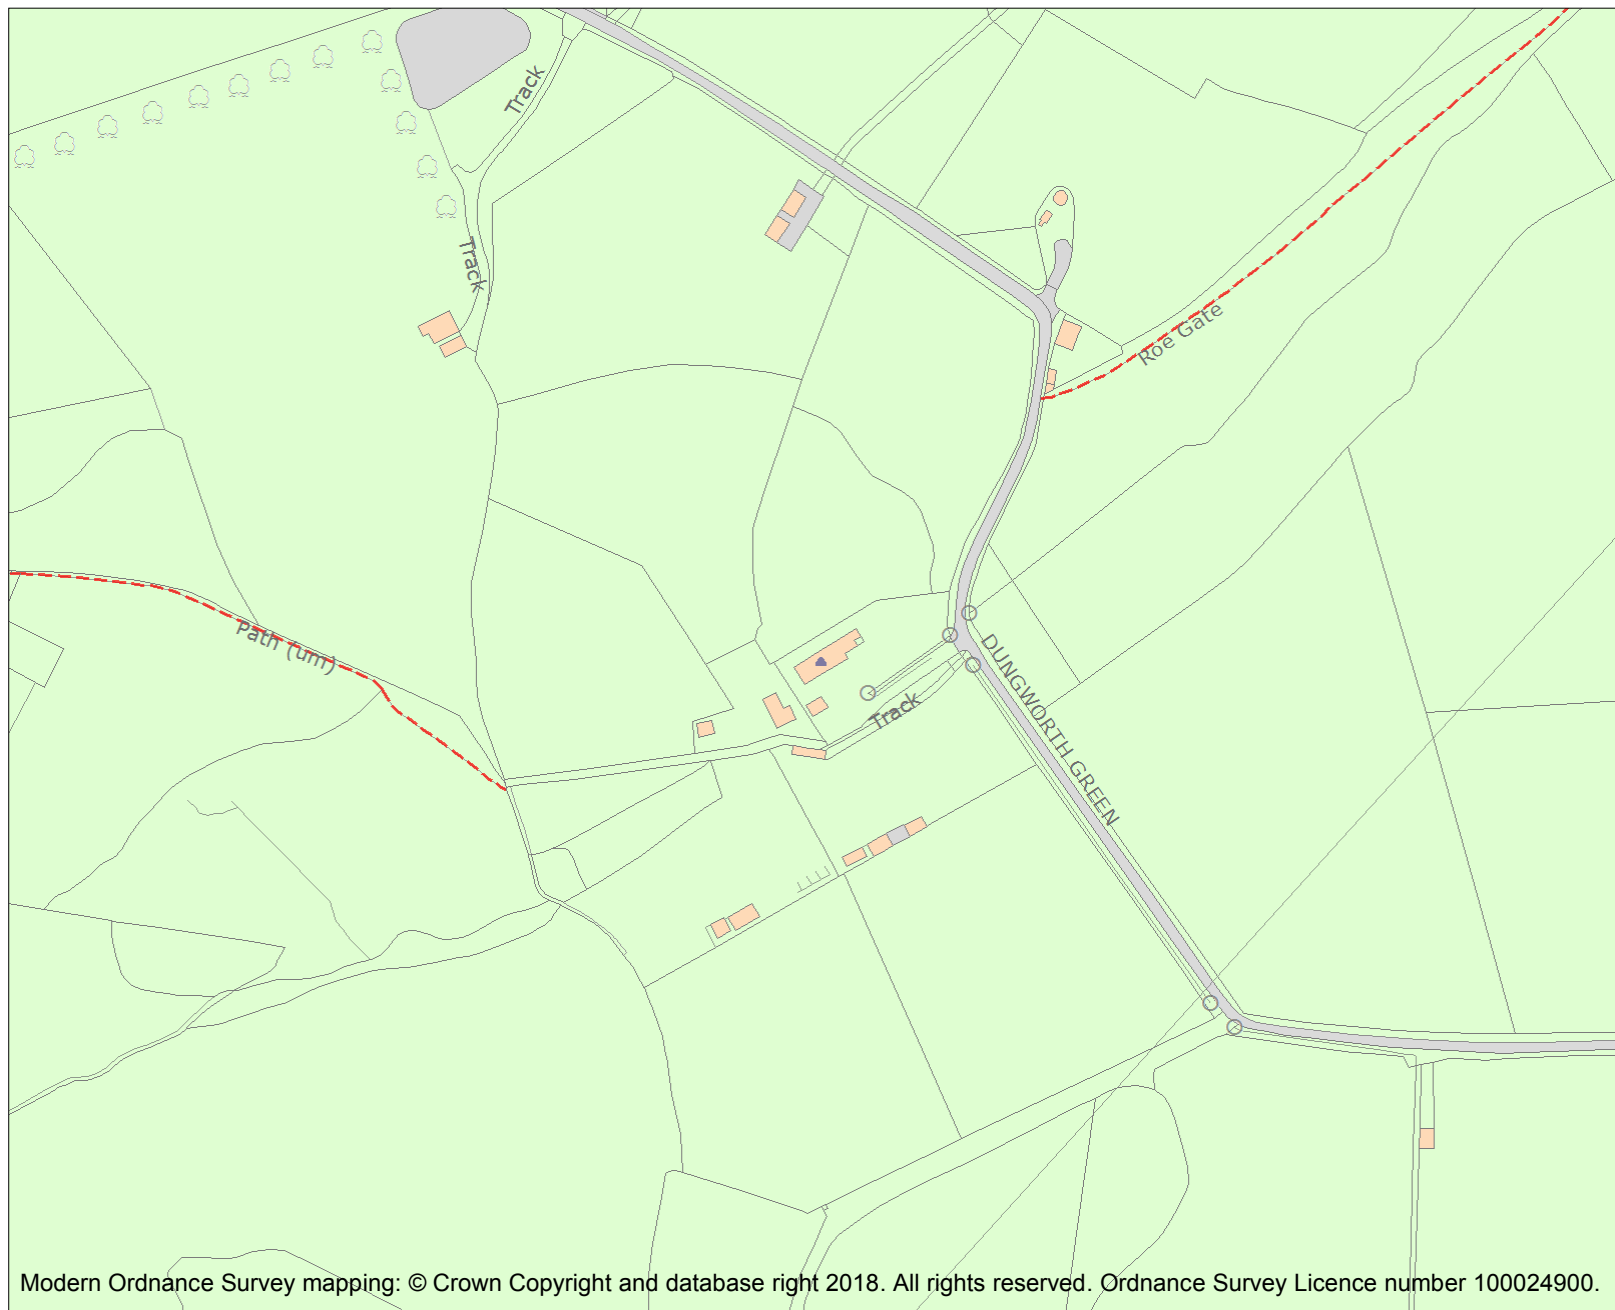 Track
Track
Roe Gate
Path (um)
DUNGWORTH GREEN
Track
Modern Ordnance Survey mapping: © Crown Copyright and database right 2018. All rights reserved. Ordnance Survey Licence number 100024900.